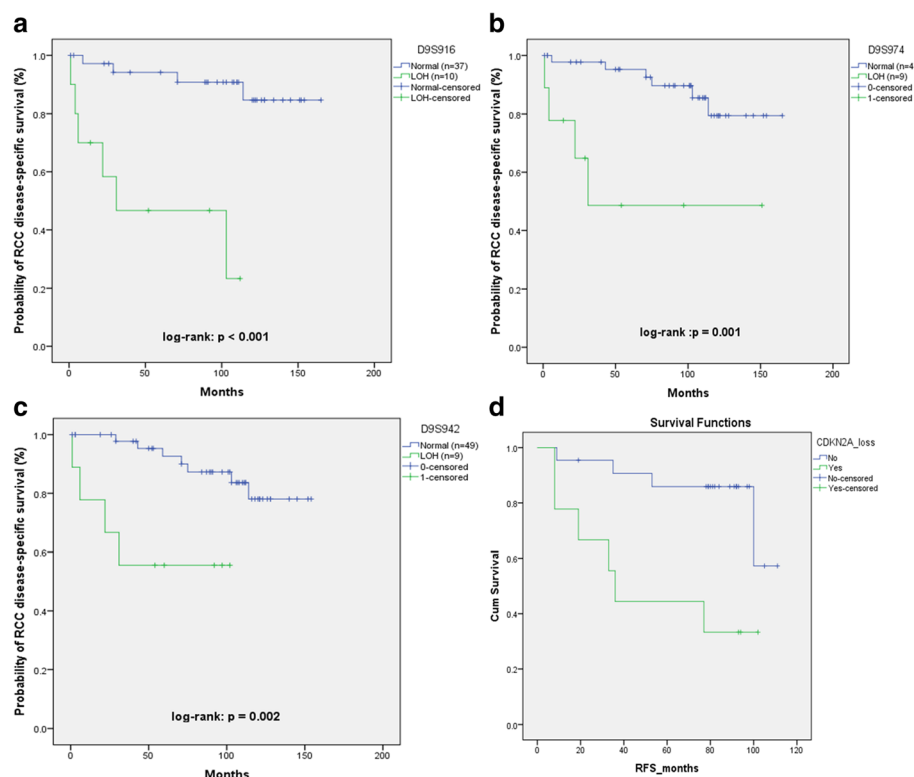 a
D9S916
Normal (n=37)
LOH (n=10)
Normal-censored
LOH-censored
Probability of RCC disease-specific survival (%)
1.0
0.8
0.6
0.4
0.2
0.0
log-rank: p < 0.001
0 50 100 150 200
Months
b
D9S974
Normal (n=4
LOH (n=9)
0-censored
1-censored
Probability of RCC disease-specific survival (%)
1.0
0.8
0.6
0.4
0.2
0.0
log-rank :p = 0.001
0 50 100 150 200
Months
c
D9S942
Normal (n=49)
LOH (n=9)
0-censored
1-censored
Probability of RCC disease-specific survival (%)
1.0
0.8
0.6
0.4
0.2
0.0
log-rank: p = 0.002
0 50 100 150 200
Months
d
Survival Functions
CDKN2A_loss
No
Yes
No-censored
Yes-censored
Cum Survival
1.0
0.8
0.6
0.4
0.2
0.0
0 20 40 60 80 100 120
RFS_months